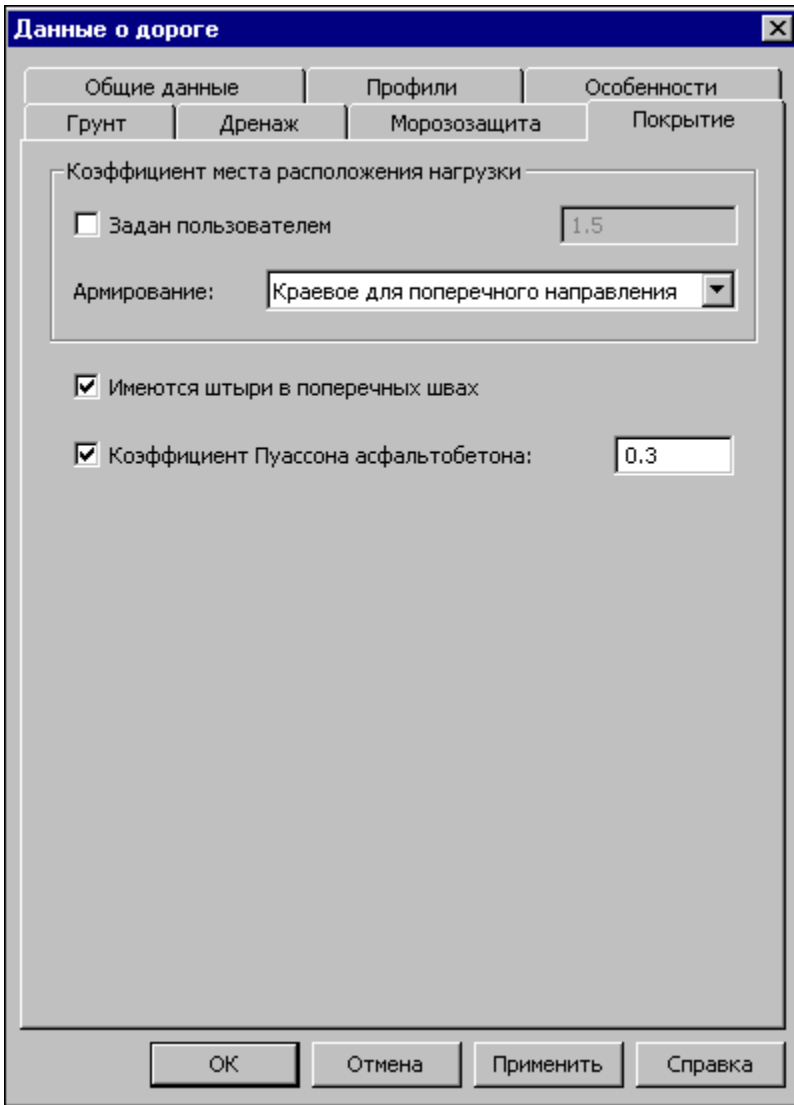 Данные о дороге
Общие данные Профили Особенности
Грунт Дренаж Морозозащита Покрытие
Коэффициент места расположения нагрузки
Задан пользователем 1.5
Армирование: Краевое для поперечного направления
Имеются штыри в поперечных швах
Коэффициент Пуассона асфальтобетона: 0.3
ОК Отмена Применить Справка